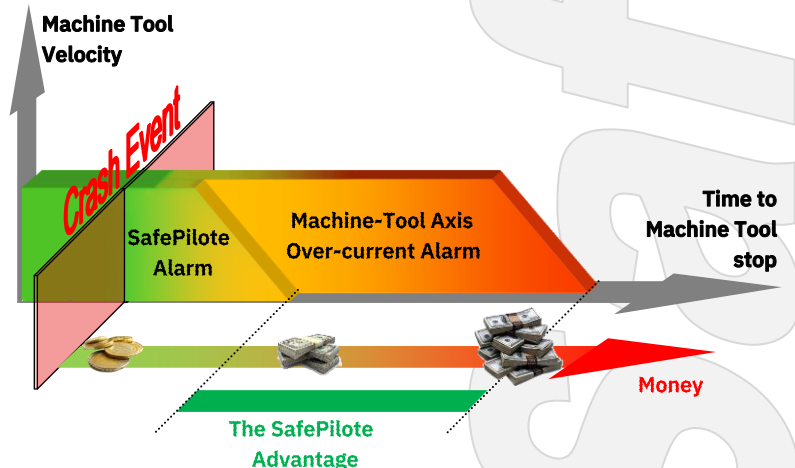 Machine Tool
Velocity
Crash Event
SafePilote
Alarm
Machine-Tool Axis
Over-current Alarm
Time to
Machine Tool
stop
Money
The SafePilote
Advantage